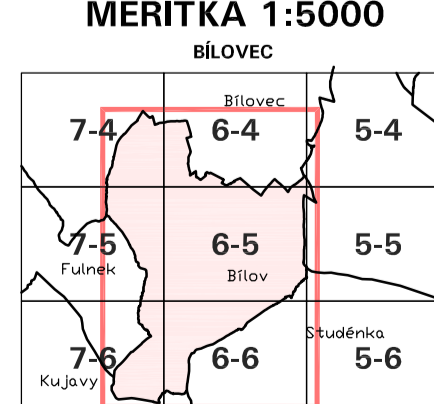 MĚŘÍTKA 1:5000
BÍLOVEC
Bílovec
7-4 6-4 5-4
7-5 6-5 5-5
Fulnek Bílov
Studénka
7-6 6-6 5-6
Kujavy